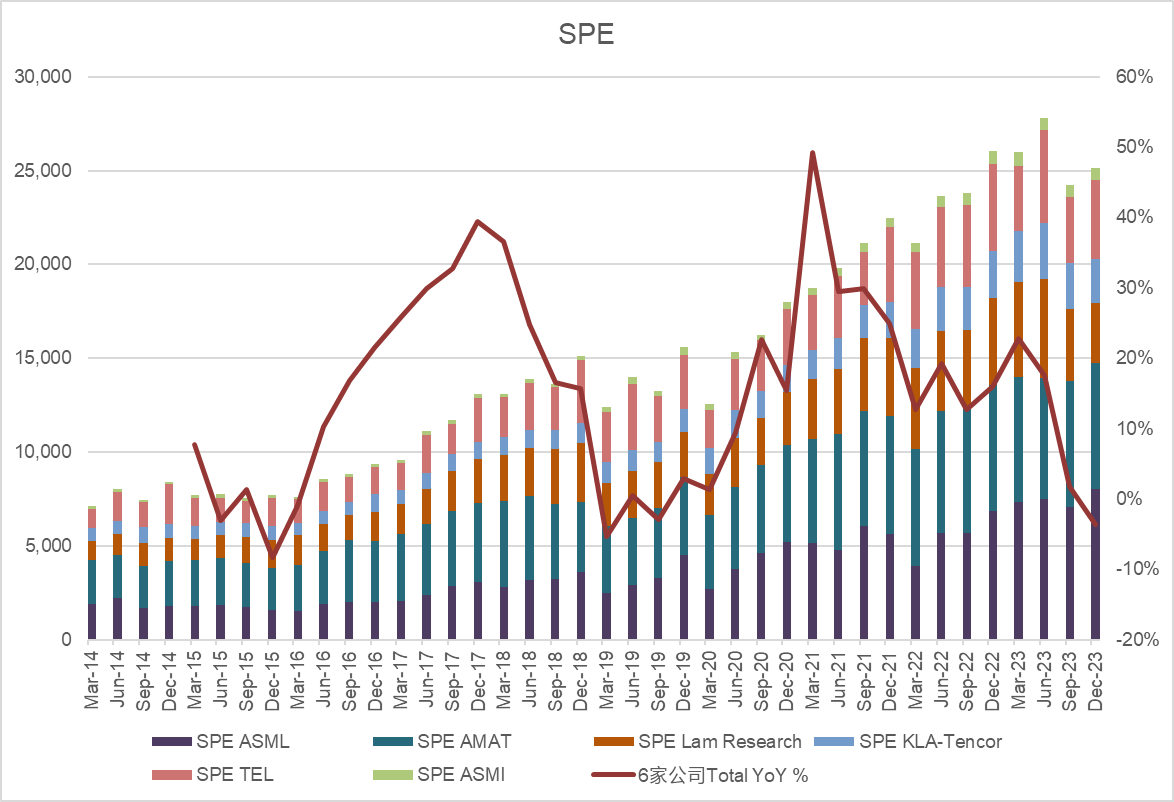 SPE
30,000
25,000
20,000
15,000
10,000
5,000
0
60%
50%
40%
30%
20%
10%
0%
-10%
-20%
Mar-14
Jun-14
Sep-14
Dec-14
Mar-15
Jun-15
Sep-15
Dec-15
Mar-16
Jun-16
Sep-16
Dec-16
Mar-17
Jun-17
Sep-17
Dec-17
Mar-18
Jun-18
Sep-18
Dec-18
Mar-19
Jun-19
Sep-19
Dec-19
Mar-20
Jun-20
Sep-20
Dec-20
Mar-21
Jun-21
Sep-21
Dec-21
Mar-22
Jun-22
Sep-22
Dec-22
Mar-23
Jun-23
Sep-23
Dec-23
SPE ASML SPE AMAT SPE Lam Research SPE KLA-Tencor
SPE TEL SPE ASMI 6家公司Total YoY %